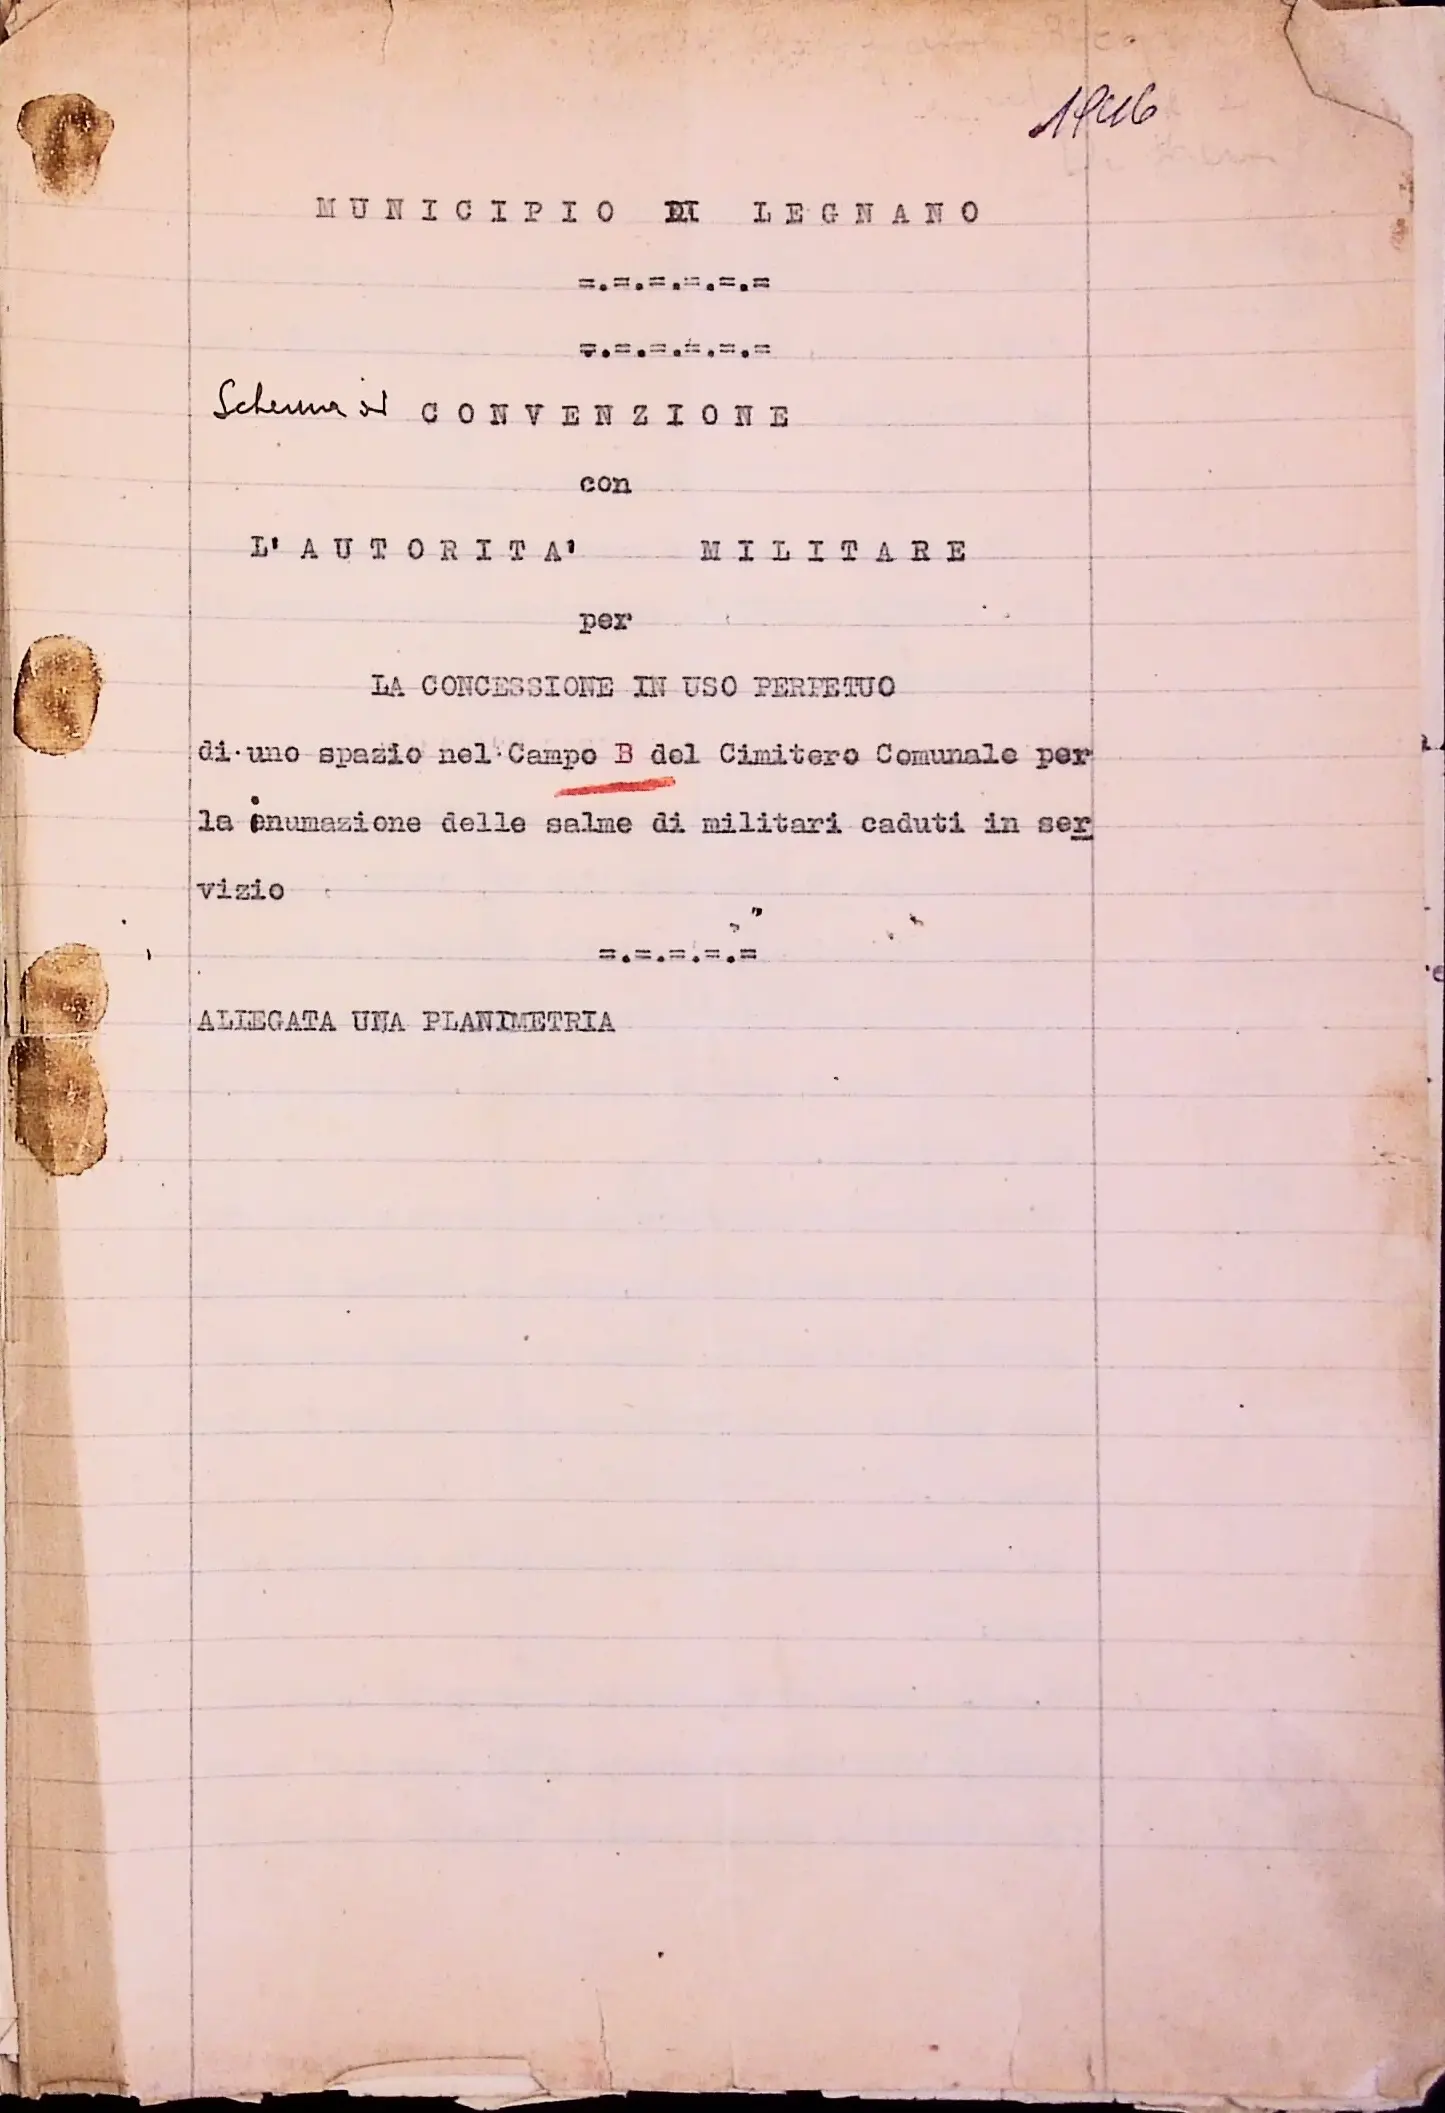 1946
MUNICIPIO DI LEGNANO
=.=.=.=.=.=
=.=.=.=.=.=
Schema di CONVENZIONE
con
L'AUTORITA' MILITARE
per
LA CONCESSIONE IN USO PERPETUO
di uno spazio nel Campo B del Cimitero Comunale per
la inumazione delle salme di militari caduti in ser
vizio
=.=.=.=.=
ALLEGATA UNA PLANIMETRIA